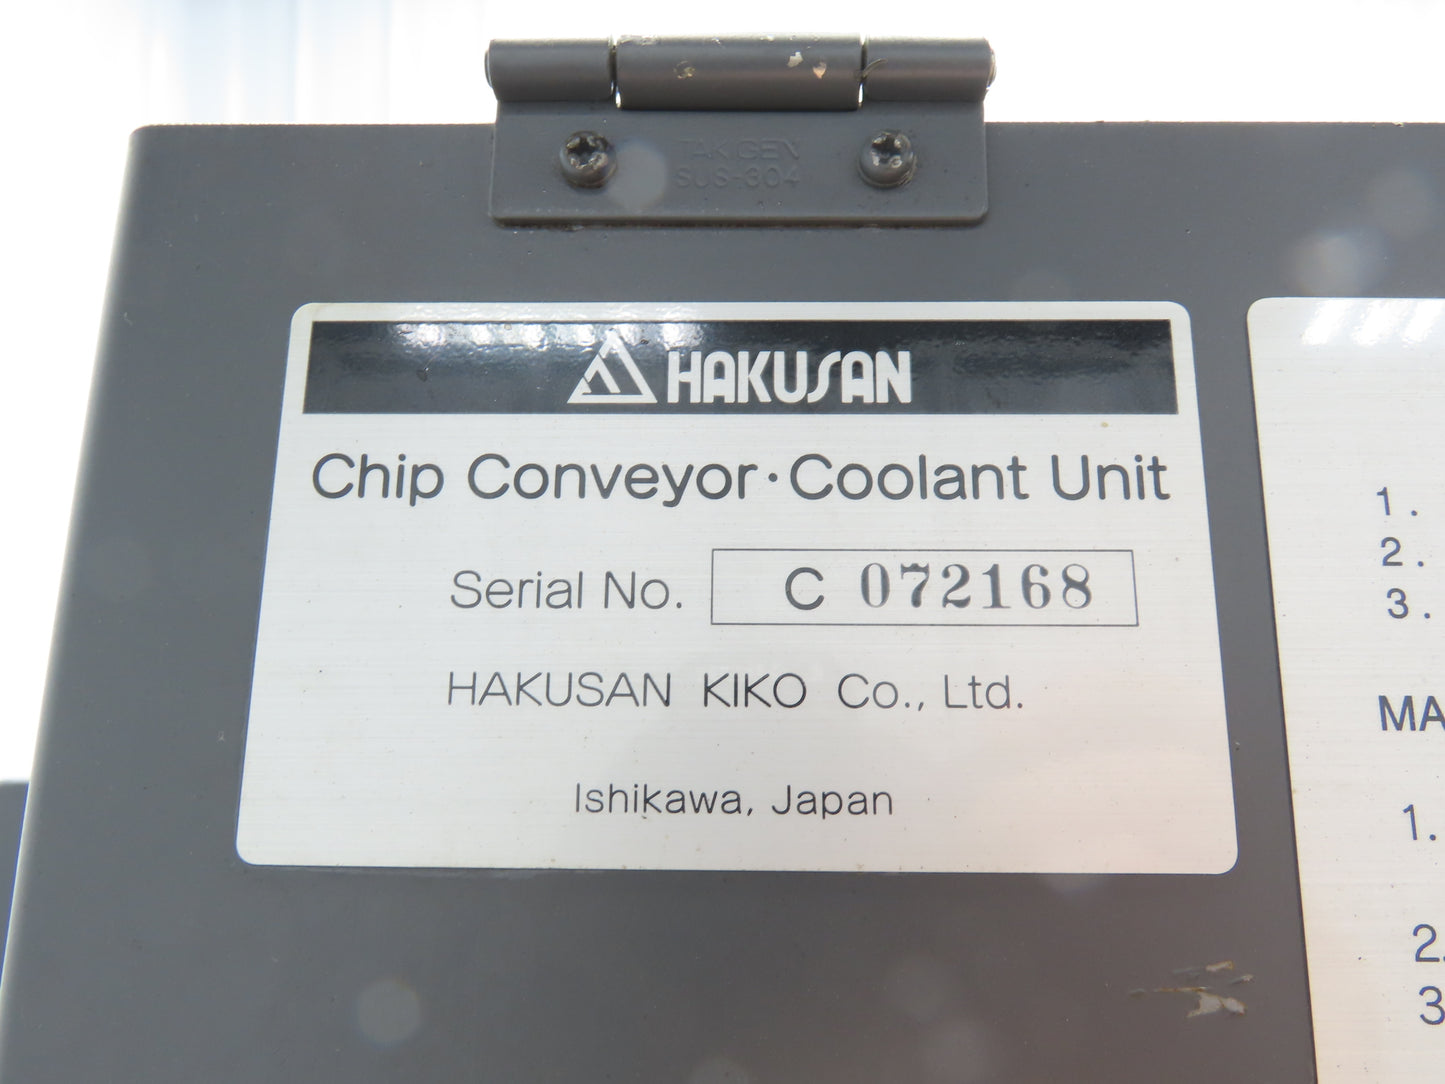 TAKIGEN
SUS-304
HAKUSAN
Chip Conveyor·Coolant Unit
Serial No. C 072168
HAKUSAN KIKO Co., Ltd.
Ishikawa, Japan
1.
2.
3.
MA
1.
2.
3